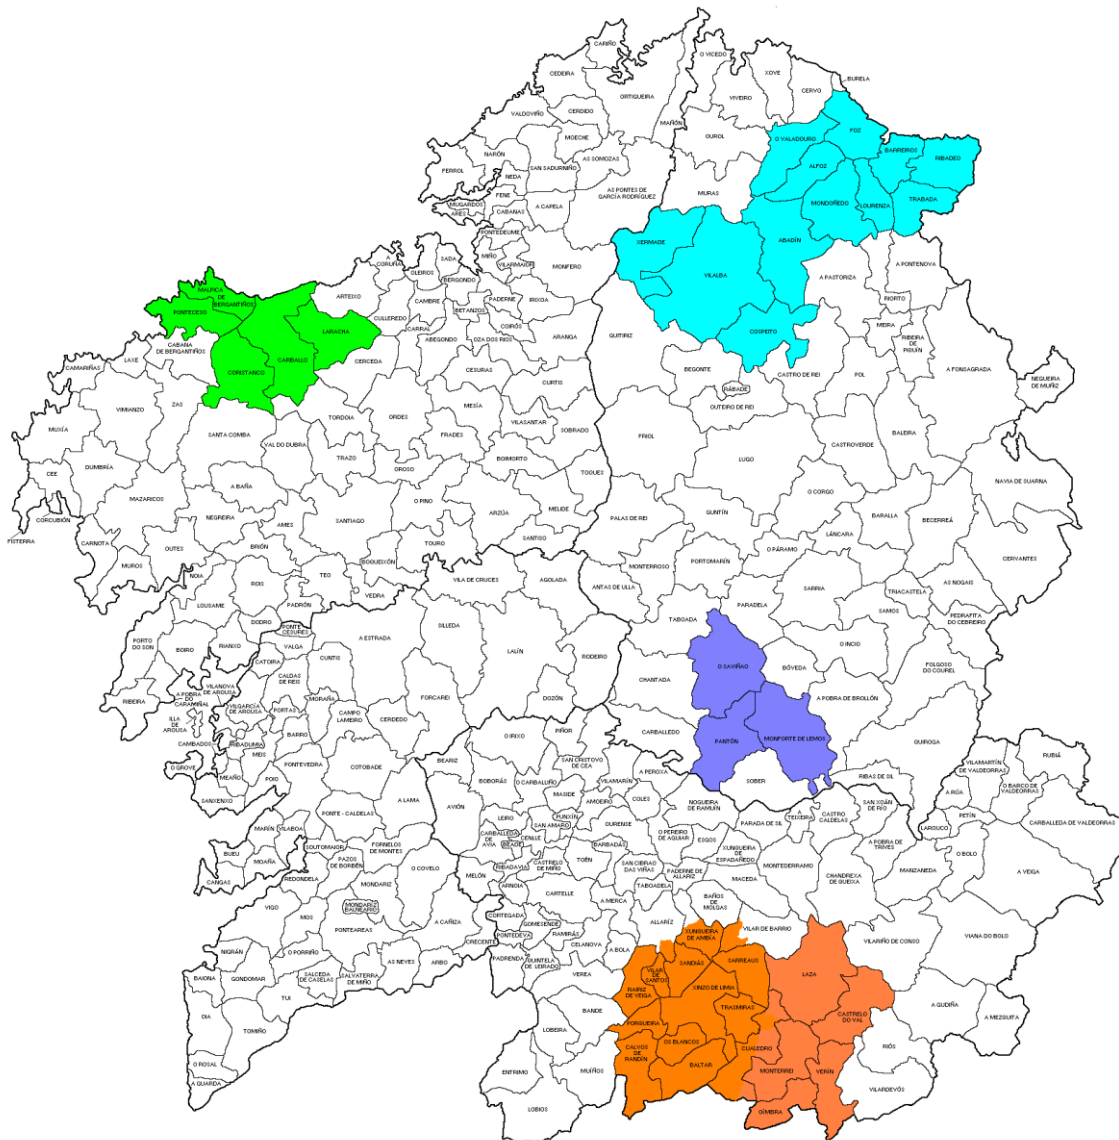 CARIÑO
CEDEIRA
ORTIGUEIRA
O VICEDO
XOVE
BURELA
VIVEIRO
CERVO
VALDOVIÑO
CERDIDO
MAÑÓN
MOECHE
OUROL
O VALADOURO
FOZ
NARÓN
AS SOMOZAS
ALFOZ
BARREIROS
RIBADEO
FERROL
NEDA
SAN SADURNIÑO
FENE
AS PONTES DE
GARCÍA RODRÍGUEZ
MURAS
MUGARDOS
ARES
CABANAS
A CAPELA
MONDOÑEDO
LOURENZA
TRABADA
PONTEDEUME
XERMADE
ABADÍN
A
CORUÑA
SADA
MIÑO
VILARMAIOR
MONFERO
OLEIROS
BERGONDO
VILALBA
A PASTORIZA
A PONTENOVA
MALPICA
DE
BERGANTIÑOS
ARTEIXO
CAMBRE
PADERNE
IRIXOA
RIORTO
PONTECESO
CULLEREDO
BETANZOS
CARRAL
COIRÓS
LARACHA
ABEGONDO
OZA DOS RIOS
ARANGA
GUITIRIZ
COSPEITO
MEIRA
RIBEIRA
DE
PIQUÍN
CABANA
DE BERGANTIÑOS
LAXE
CAMARIÑAS
CARBALLO
CORISTANCO
CERCEDA
CESURAS
BEGONTE
CASTRO DE REI
POL
A FONSAGRADA
NEGUEIRA
DE MUÑIZ
CURTIS
RÁBADE
VIMIANZO
ZAS
TORDOIA
ORDES
MESÍA
OUTEIRO DE REI
MUXÍA
SANTA COMBA
VAL DO DUBRA
FRADES
VILASANTAR
SOBRADO
FRIOL
CASTROVERDE
BALEIRA
CEE
DUMBRÍA
TRAZO
OROSO
BOIMORTO
LUGO
A BAÑA
TOQUES
NAVIA DE SUARNA
MAZARICOS
O PINO
O CORGO
CORCUBIÓN
NEGREIRA
AMES
SANTIAGO
ARZÚA
MELIDE
PALAS DE REI
GUNTÍN
BARALLA
BECERREÁ
FISTERRA
CARNOTA
OUTES
BRIÓN
TOURO
SANTISO
LÁNCARA
CERVANTES
MUROS
BOQUEIXÓN
O PÁRAMO
NOIA
ROIS
TEO
VEDRA
VILA DE CRUCES
AGOLADA
MONTERROSO
PORTOMARÍN
ANTAS DE ULLA
SARRIA
AS NOGAIS
TRIACASTELA
LOUSAME
PADRÓN
PARADELA
SAMOS
PEDRAFITA
DO CEBREIRO
DODRO
TABOADA
PORTO
DO SON
BOIRO
RIANXO
PONTE
CESURES
A ESTRADA
SILLEDA
LALÍN
RODEIRO
O INCIO
VALGA
CATOIRA
CUNTIS
O SAVIÑAO
BÓVEDA
FOLGOSO
DO COUREL
RIBEIRA
A POBRA
DO
CARAMIÑAL
VILANOVA
DE AROUSA
CALDAS
DE REIS
CHANTADA
VILGARCÍA
DE AROUSA
MORAÑA
FORCAREI
DOZÓN
A POBRA DE BROLLÓN
ILLA
DE
AROUSA
PORTAS
CAMPO
LAMEIRO
CERDEDO
CAMBADOS
RIBADUMIA
BARRO
O IRIXO
PIÑOR
CARBALLEDO
PANTÓN
MONFORTE DE LEMOS
QUIROGA
MEIS
COTOBADE
BEARIZ
SAN CRISTOVO
DE CEA
RUBIÁ
O GROVE
MEAÑO
POIO
PONTEVEDRA
VILAMARTÍN
DE VALDEORRAS
BOBORÁS
O CARBALLIÑO
VILAMARÍN
A PEROXA
SOBER
RIBAS DE SIL
O BARCO DE
VALDEORRAS
SANXENXO
A LAMA
AVIÓN
MASIDE
AMOEIRO
COLES
NOGUEIRA
DE RAMUÍN
A RÚA
PONTE - CALDELAS
LEIRO
PUNXÍN
A
TEIXEIRA
CASTRO
CALDELAS
SAN XOÁN
DE RÍO
PETÍN
MARÍN
VILABOA
SAN AMARO
OURENSE
PARADA DE SIL
LAROUCO
CARBALLEDA DE VALDEORRAS
SOUTOMAIOR
FORNELOS
DE MONTES
CARBALLEDA
DE
AVIA
CENLLE
BEADE
BARBADÁS
O PEREIRO
DE AGUIAR
ESGOS
A POBRA DE
TRIVES
BUEU
MOAÑA
PAZOS
DE BORBÉN
XUNQUEIRA
DE
ESPADAÑEDO
O BOLO
CANGAS
REDONDELA
O COVELO
MELÓN
RIBADAVIA
CASTRELO
DE MIÑO
TOÉN
SAN CIBRAO
DAS VIÑAS
PADERNE DE
ALLARIZ
MONTEDERRAMO
CHANDREXA
DE QUEIXA
MANZANEDA
A VEIGA
MONDARIZ
ARNOIA
CARTELLE
TABOADELA
MACEDA
VIGO
MONDARIZ
BALNEARIO
A MERCA
BAÑOS
DE
MOLGAS
MOS
A CAÑIZA
CORTEGADA
GOMESENDE
ALLARÍZ
PONTEAREAS
CRECENTE
PONTEDEVA
RAMIRÁS
XUNQUEIRA
DE AMBÍA
VILAR DE BARRIO
VILARIÑO DE CONSO
VIANA DO BOLO
NIGRÁN
O PORRIÑO
CELANOVA
A BOLA
PADRENDA
QUINTELA
DE LEIRADO
SANDIÁS
SARREAUS
BAIONA
GONDOMAR
SALCEDA
DE CASELAS
SALVATERRA
DE MIÑO
AS NEVES
ARBO
VEREA
VILAR
DE
SANTOS
LAZA
RAIRIZ
DE VEIGA
XINZO DE LIMIA
TUI
A GUDIÑA
OIA
BANDE
TRASMIRAS
CASTRELO
DO VAL
A MEZQUITA
TOMIÑO
LOBEIRA
PORQUEIRA
OS BLANCOS
CUALEDRO
RIÓS
O ROSAL
ENTRIMO
MUÍÑOS
CALVOS
DE
RANDÍN
BALTAR
MONTERREI
VERÍN
A GUARDA
VILARDEVÓS
LOBIOS
OÍMBRA